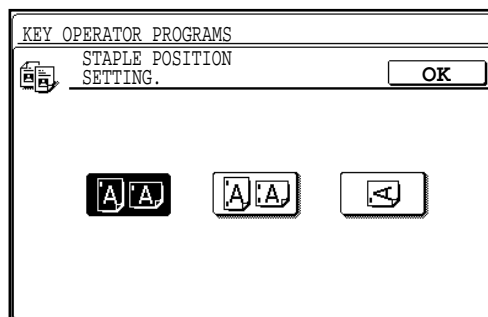 KEY OPERATOR PROGRAMS
STAPLE POSITION
SETTING.
OK
A A
A A
A